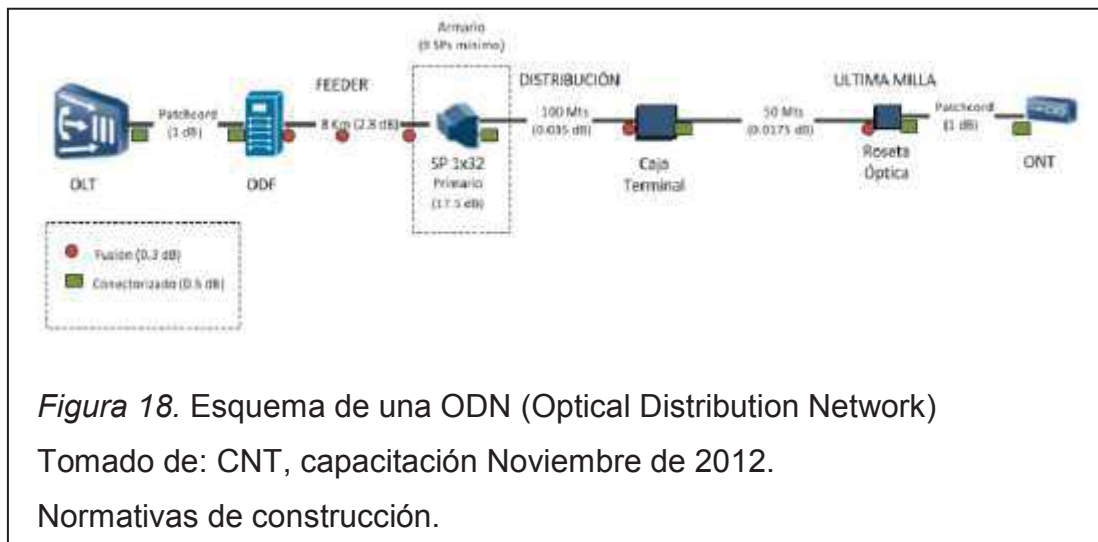 Armario
(3 SPs mínimo)
FEEDER
DISTRIBUCIÓN
ULTIMA MILLA
Patchcord
(1 dB)
8 Km (2.8 dB)
100 Mts
(0.035 dB)
50 Mts
(0.0175 dB)
Patchcord
(1 dB)
OLT
ODF
SP 1x32
Primario
(17.5 dB)
Caja
Terminal
Roseta
Óptica
ONT
Fusión
Conectorizado (0.5 dB)
Figura 18. Esquema de una ODN (Optical Distribution Network)
Tomado de: CNT, capacitación Noviembre de 2012.
Normativas de construcción.